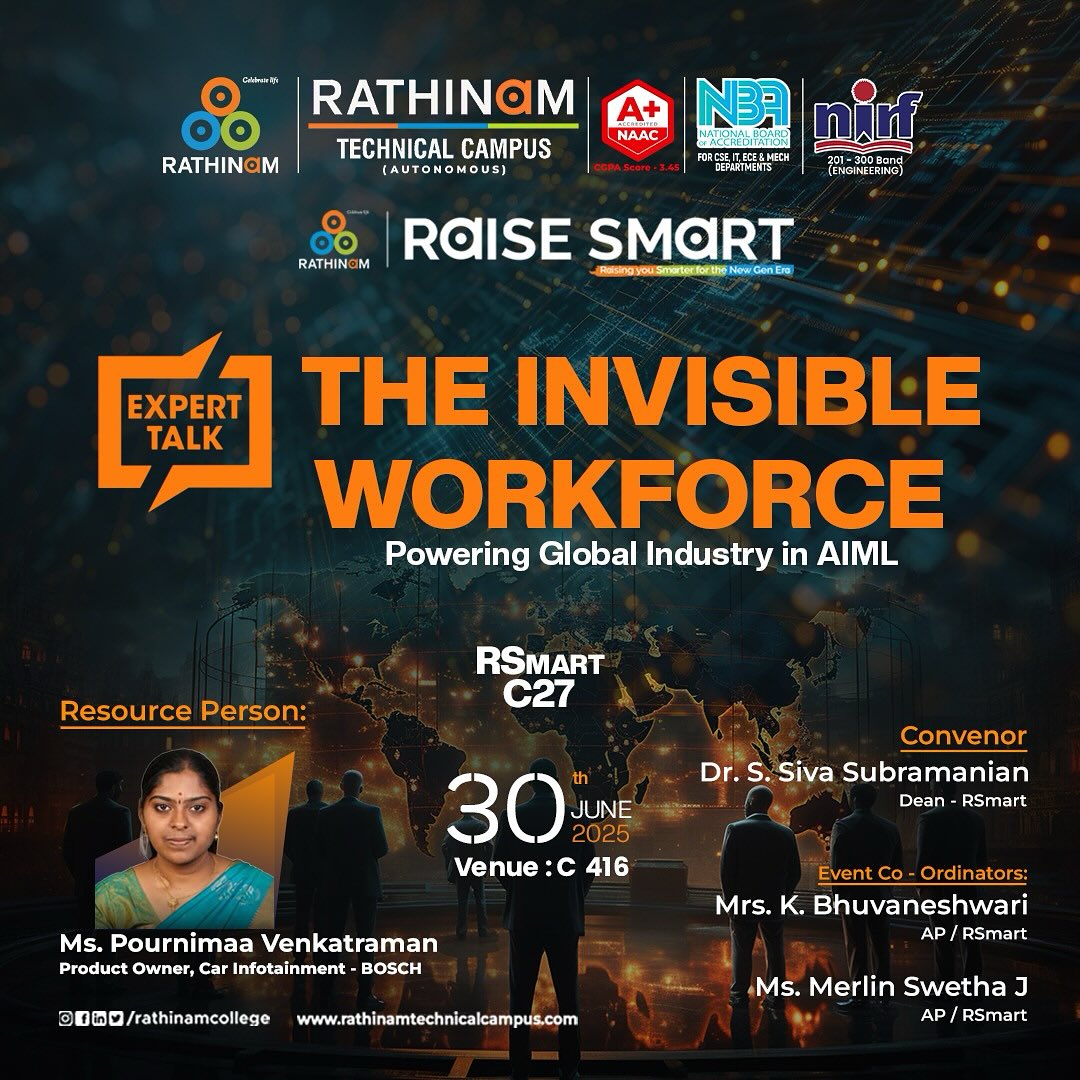 Celebrate life
RATHINAM
RATHINAM
TECHNICAL CAMPUS
(AUTONOMOUS)
A+
ACCREDITED
NAAC
CGPA Score - 3.45
NBA
NATIONAL BOARD
of ACCREDITATION
FOR CSE, IT, ECE & MECH
DEPARTMENTS
nirf
201 - 300 Band
(ENGINEERING)
Celebrate life
RATHINAM
RAISE SMART
Raising you Smarter for the New Gen Era
EXPERT
TALK
THE INVISIBLE
WORKFORCE
Powering Global Industry in AIML
RSMART
C27
Resource Person:
30th
JUNE
2025
Venue : C 416
Ms. Pournimaa Venkatraman
Product Owner, Car Infotainment - BOSCH
Convenor
Dr. S. Siva Subramanian
Dean - RSmart
Event Co - Ordinators:
Mrs. K. Bhuvaneshwari
AP / RSmart
Ms. Merlin Swetha J
AP / RSmart
/rathinamcollege
www.rathinamtechnicalcampus.com